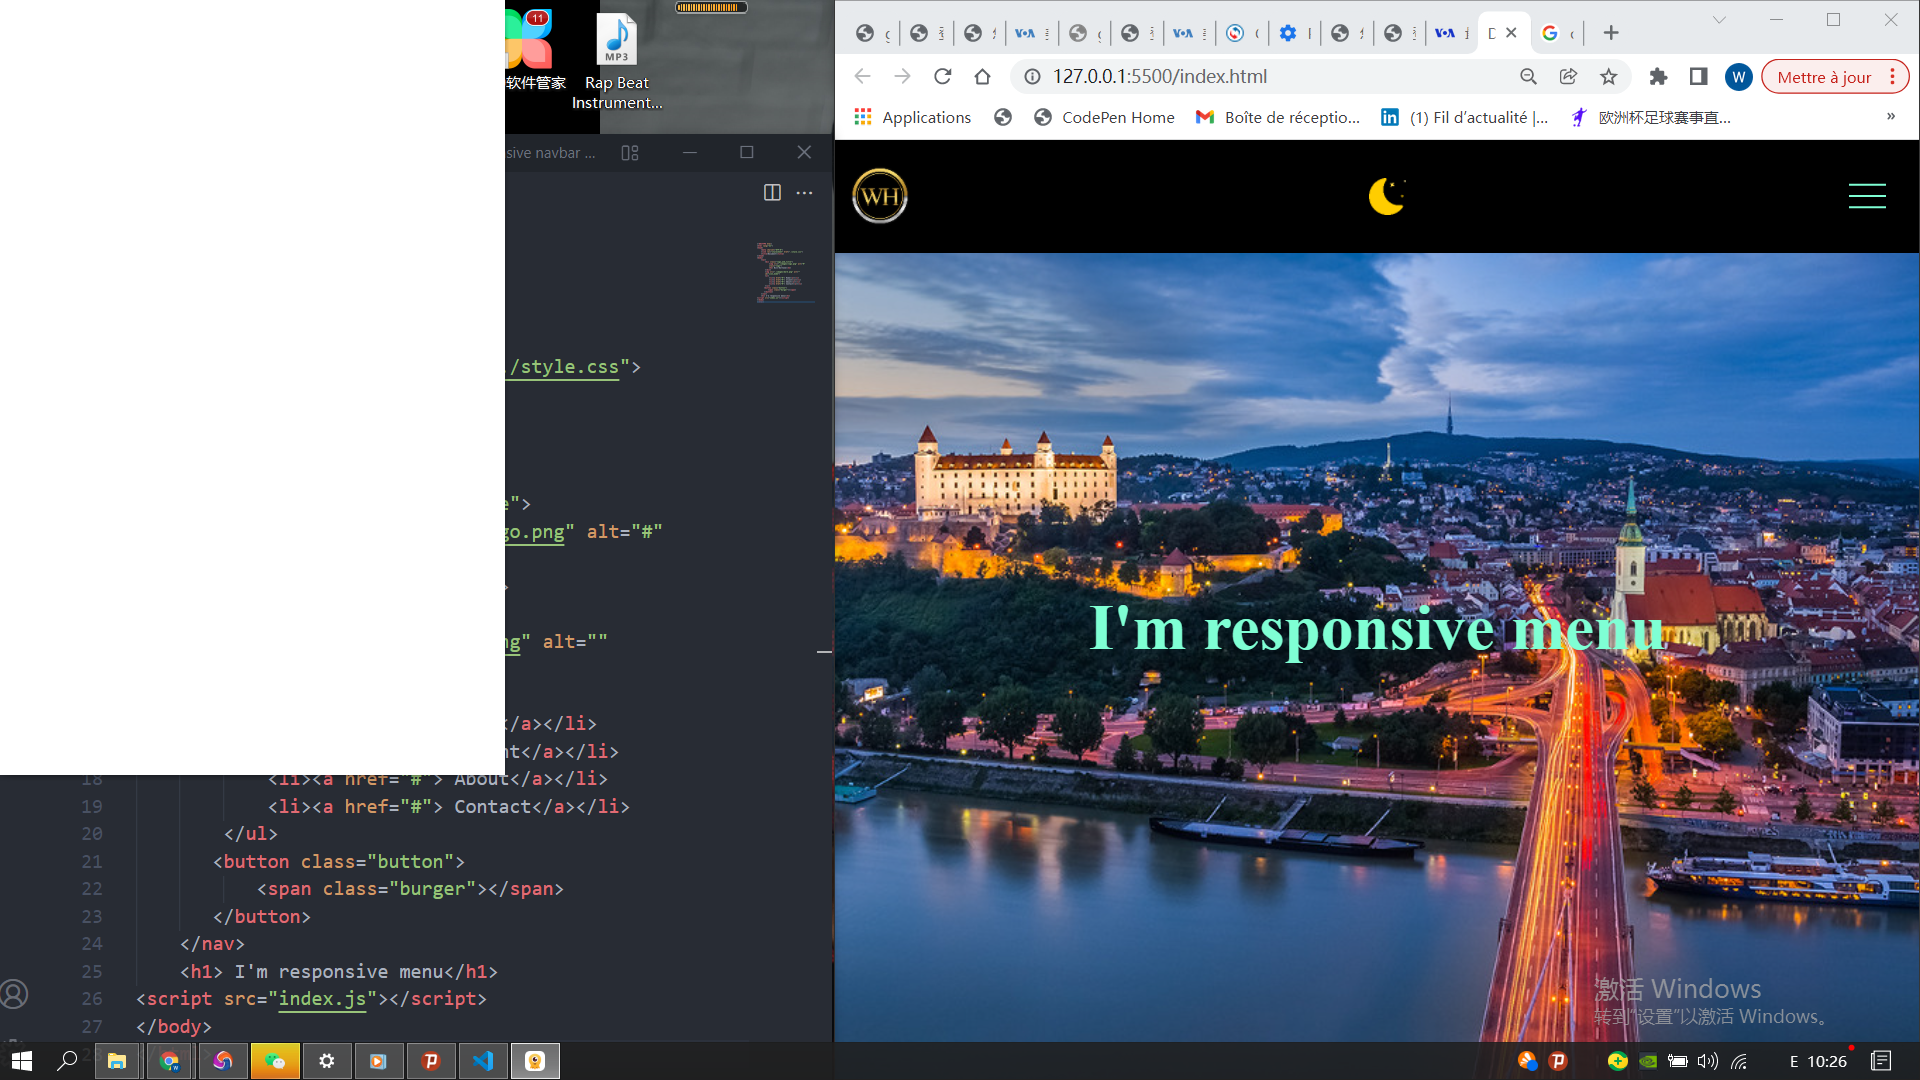 11
软件管家
MP3
Rap Beat
Instrument...
sive navbar ...
./style.css">
e">
go.png" alt="#"
>
ng" alt=""
</a></li>
nt</a></li>
18 <li><a href="#"> About</a></li>
19 <li><a href="#"> Contact</a></li>
20 </ul>
21 <button class="button">
22 <span class="burger"></span>
23 </button>
24 </nav>
25 <h1> I'm responsive menu</h1>
26 <script src="index.js"></script>
27 </body>
VOA
VOA
VOA
127.0.0.1:5500/index.html
W
Mettre à jour
Applications
CodePen Home
Boîte de réceptio...
(1) Fil d'actualité |...
欧洲杯足球赛事直...
»
WH
I'm responsive menu
激活 Windows
转到"设置"以激活 Windows。
E 10:26